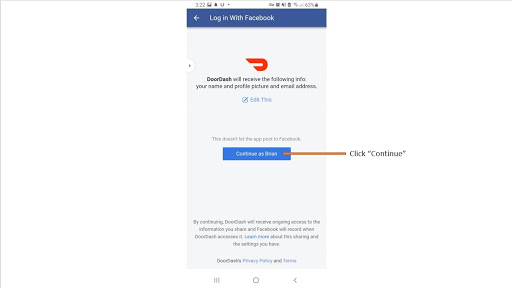 3:22
63%
Log in With Facebook
DoorDash will receive the following info:
your name and profile picture and email address.
Edit This
This doesn't let the app post to Facebook.
Continue as Brian
Click "Continue"
By continuing, DoorDash will receive ongoing access to the
information you share and Facebook will record when
DoorDash accesses it. Learn more about this sharing and
the settings you have.
DoorDash's Privacy Policy and Terms